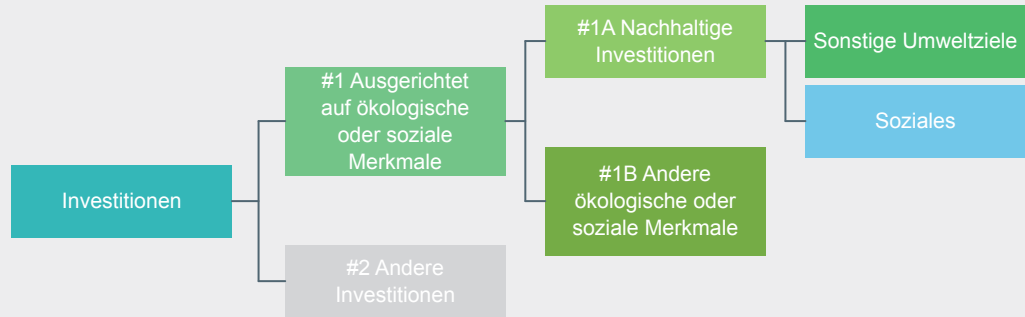 Investitionen
#1 Ausgerichtet
auf ökologische
oder soziale
Merkmale
#2 Andere
Investitionen
#1A Nachhaltige
Investitionen
#1B Andere
ökologische oder
soziale Merkmale
Sonstige Umweltziele
Soziales